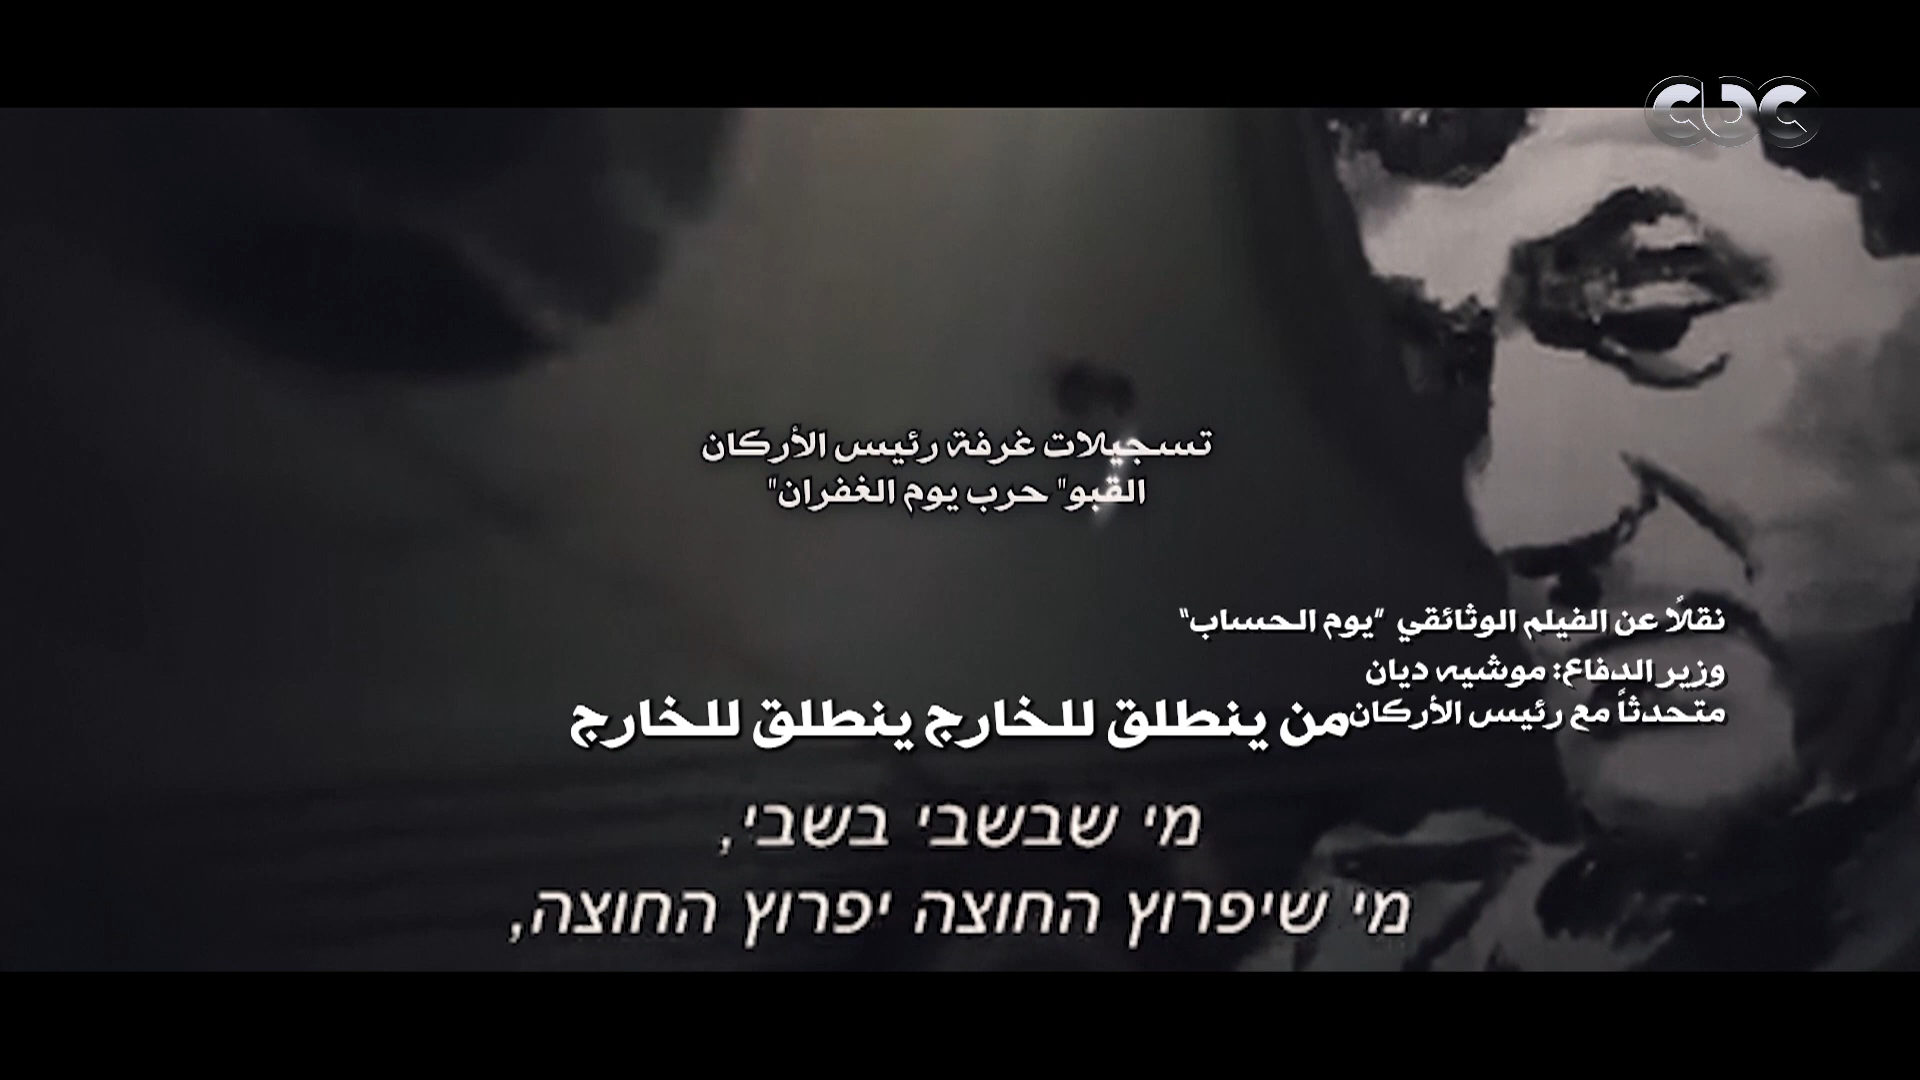 cbc
تسجيلات غرفة رئيس الأركان
القبو" حرب يوم الغفران"
نقلًا عن الفيلم الوثائقي "يوم الحساب"
وزير الدفاع: موشيه ديان
متحدثاً مع رئيس الأركان
من ينطلق للخارج ينطلق للخارج
מי שבשבי בשבי,
מי שיפרוץ החוצה יפרוץ החוצה,